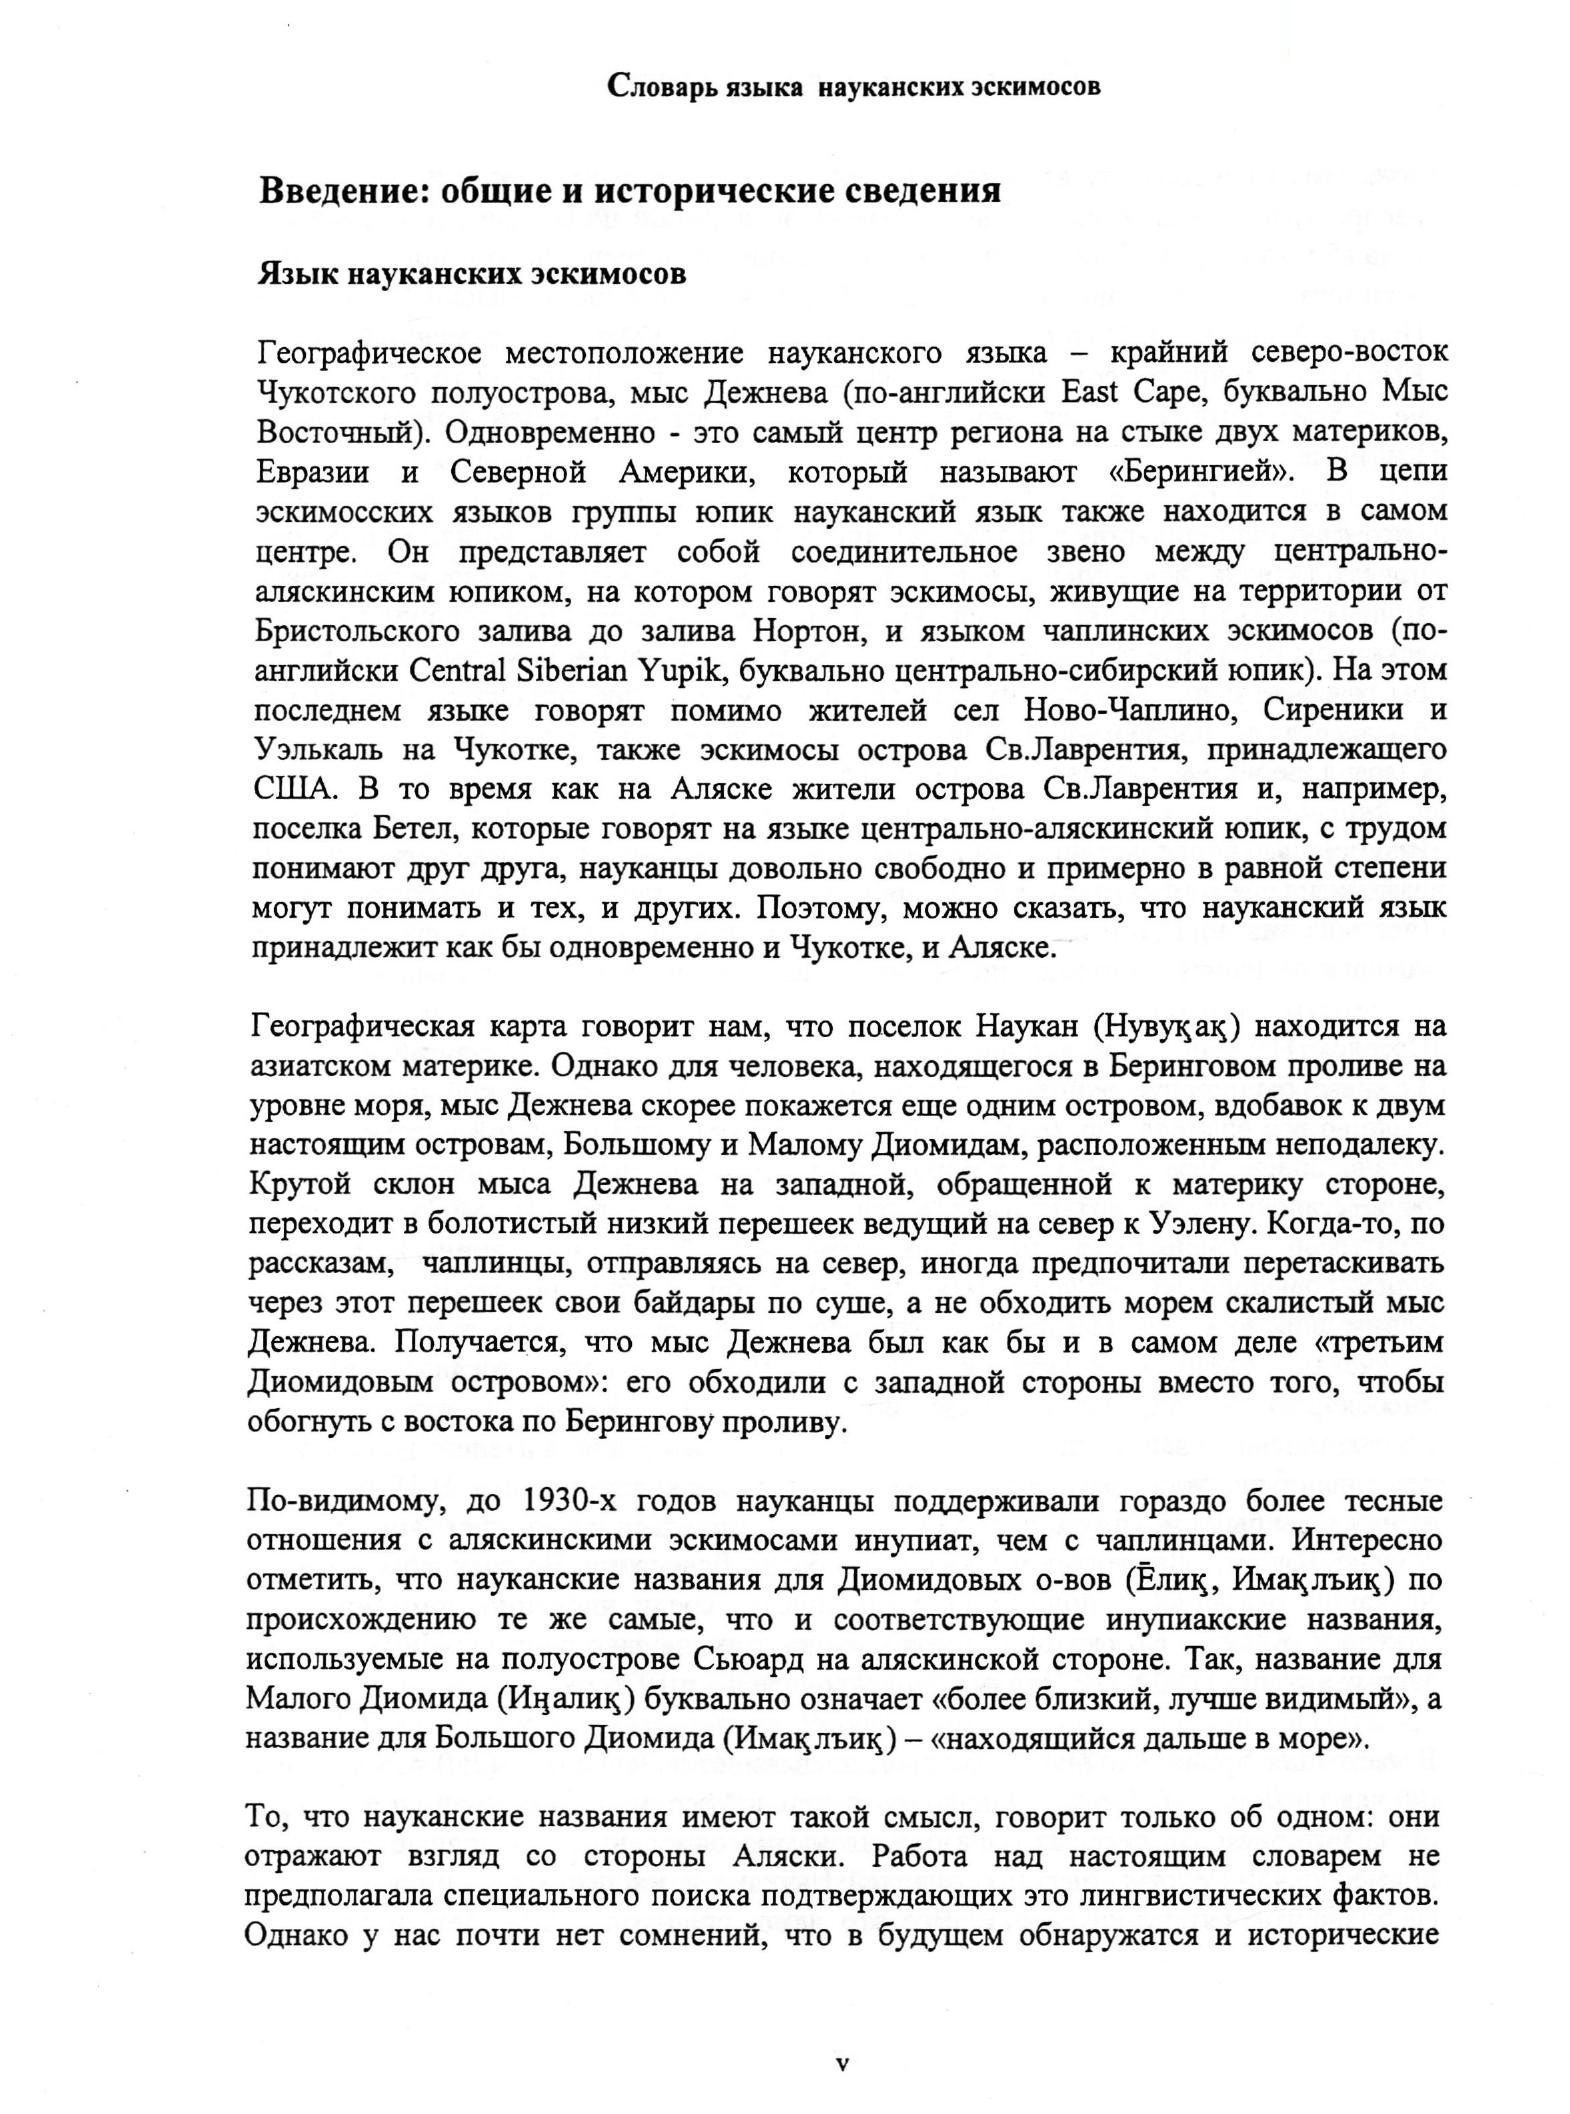 Словарь языка науканских эскимосов
Введение: общие и исторические сведения
Язык науканских эскимосов
Географическое местоположение науканского языка – крайний северо-восток
Чукотского полуострова, мыс Дежнева (по-английски East Cape, буквально Мыс
Восточный). Одновременно - это самый центр региона на стыке двух материков,
Евразии и Северной Америки, который называют «Берингией». В цепи
эскимосских языков группы юпик науканский язык также находится в самом
центре. Он представляет собой соединительное звено между центрально-
аляскинским юпиком, на котором говорят эскимосы, живущие на территории от
Бристольского залива до залива Нортон, и языком чаплинских эскимосов (по-
английски Central Siberian Yupik, буквально центрально-сибирский юпик). На этом
последнем языке говорят помимо жителей сел Ново-Чаплино, Сиреники и
Уэлькаль на Чукотке, также эскимосы острова Св.Лаврентия, принадлежащего
США. В то время как на Аляске жители острова Св.Лаврентия и, например,
поселка Бетел, которые говорят на языке центрально-аляскинский юпик, с трудом
понимают друг друга, науканцы довольно свободно и примерно в равной степени
могут понимать и тех, и других. Поэтому, можно сказать, что науканский язык
принадлежит как бы одновременно и Чукотке, и Аляске.
Географическая карта говорит нам, что поселок Наукан (Нувуӄаӄ) находится на
азиатском материке. Однако для человека, находящегося в Беринговом проливе на
уровне моря, мыс Дежнева скорее покажется еще одним островом, вдобавок к двум
настоящим островам, Большому и Малому Диомидам, расположенным неподалеку.
Крутой склон мыса Дежнева на западной, обращенной к материку стороне,
переходит в болотистый низкий перешеек ведущий на север к Уэлену. Когда-то, по
рассказам, чаплинцы, отправляясь на север, иногда предпочитали перетаскивать
через этот перешеек свои байдары по суше, а не обходить морем скалистый мыс
Дежнева. Получается, что мыс Дежнева был как бы и в самом деле «третьим
Диомидовым островом»: его обходили с западной стороны вместо того, чтобы
обогнуть с востока по Берингову проливу.
По-видимому, до 1930-х годов науканцы поддерживали гораздо более тесные
отношения с аляскинскими эскимосами инупиат, чем с чаплинцами. Интересно
отметить, что науканские названия для Диомидовых о-вов (Е̄лиӄ, Имаӄлъиӄ) по
происхождению те же самые, что и соответствующие инупиакские названия,
используемые на полуострове Сьюард на аляскинской стороне. Так, название для
Малого Диомида (Иӈалиӄ) буквально означает «более близкий, лучше видимый», а
название для Большого Диомида (Имаӄлъиӄ) – «находящийся дальше в море».
То, что науканские названия имеют такой смысл, говорит только об одном: они
отражают взгляд со стороны Аляски. Работа над настоящим словарем не
предполагала специального поиска подтверждающих это лингвистических фактов.
Однако у нас почти нет сомнений, что в будущем обнаружатся и исторические
v